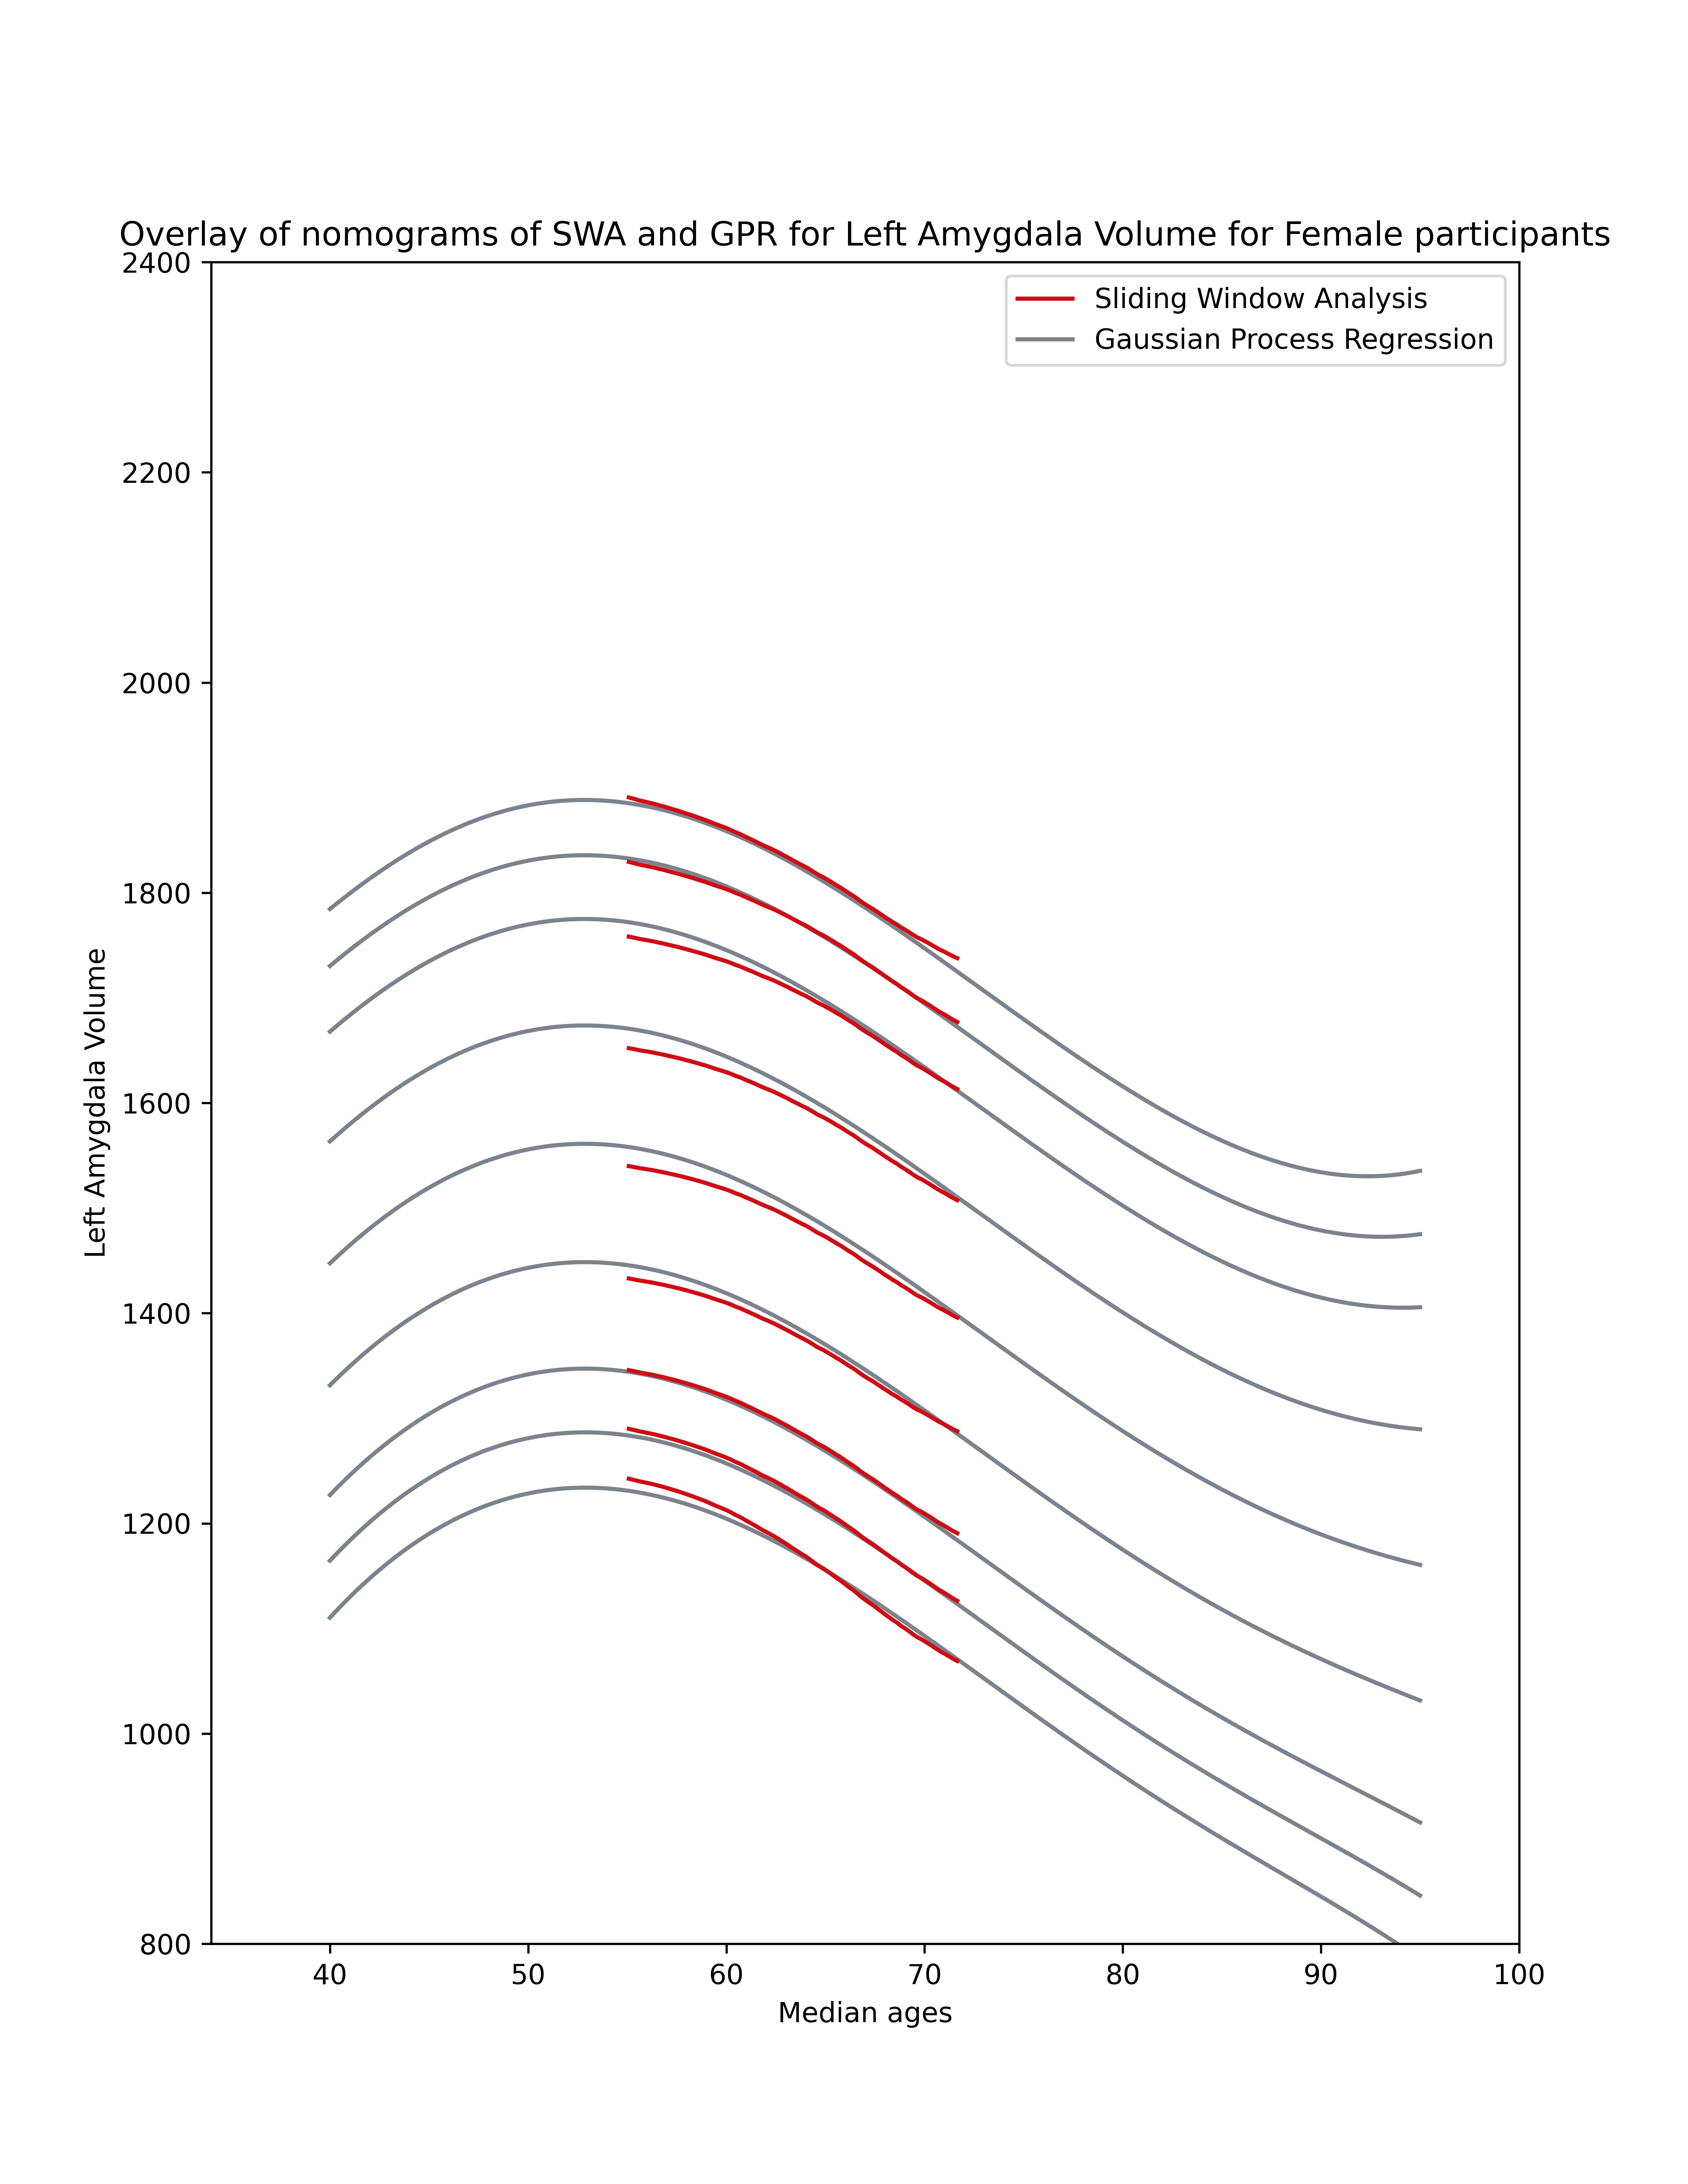 Overlay of nomograms of SWA and GPR for Left Amygdala Volume for Female participants
Sliding Window Analysis
Gaussian Process Regression
2400
2200
2000
1800
1600
1400
1200
1000
800
Left Amygdala Volume
40 50 60 70 80 90 100
Median ages